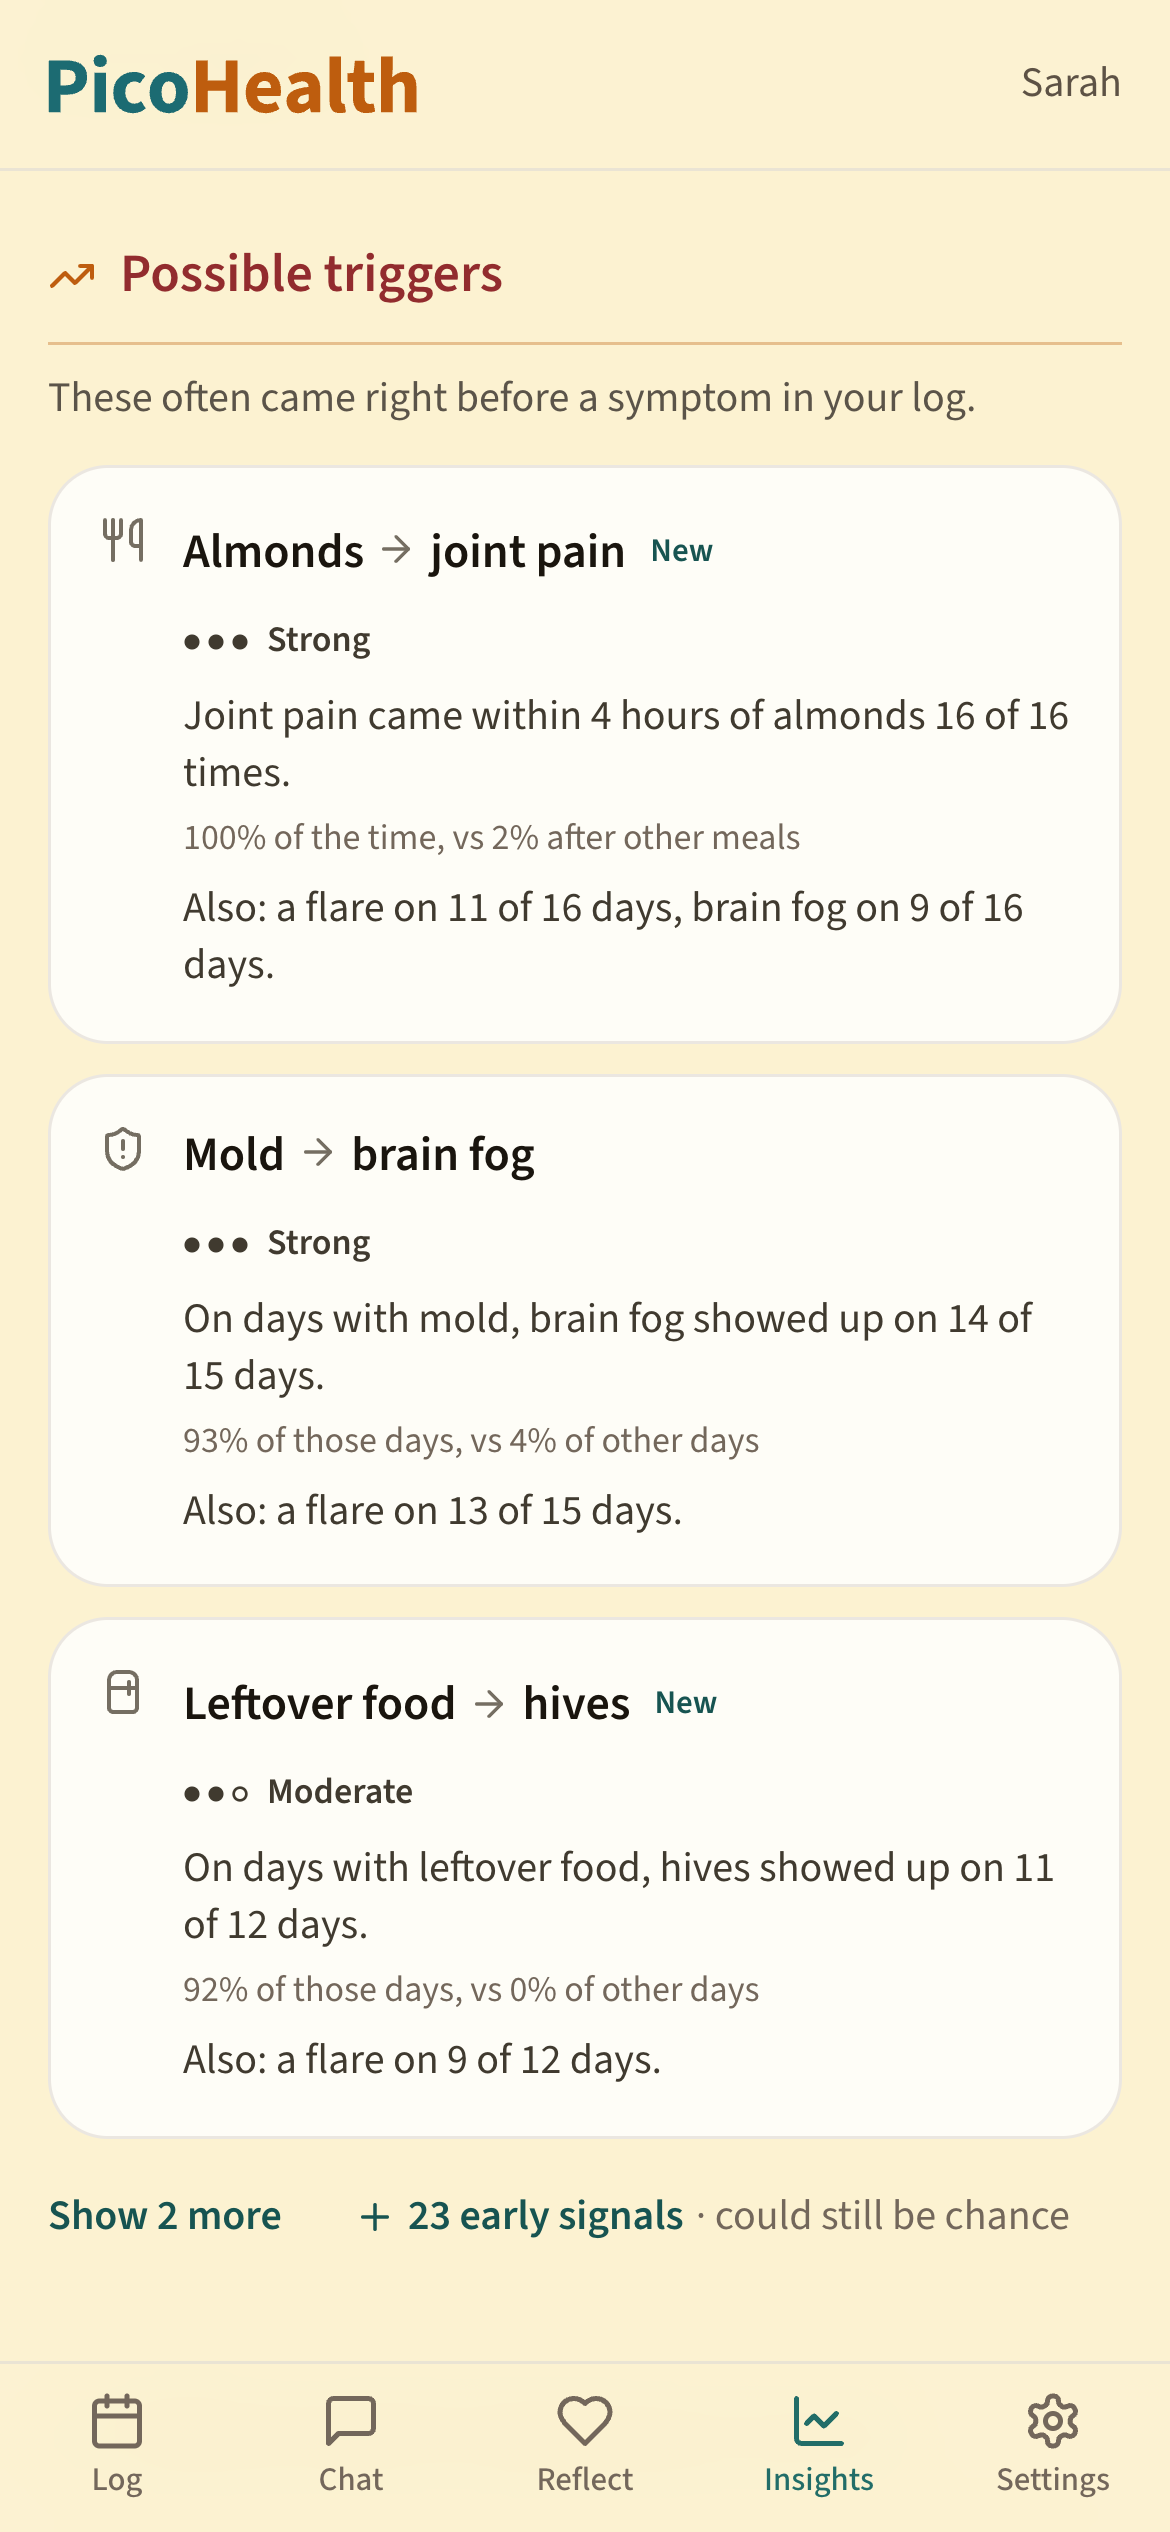 PicoHealth
Sarah
Possible triggers
These often came right before a symptom in your log.
Almonds → joint pain New
●●● Strong
Joint pain came within 4 hours of almonds 16 of 16
times.
100% of the time, vs 2% after other meals
Also: a flare on 11 of 16 days, brain fog on 9 of 16
days.
Mold → brain fog
●●● Strong
On days with mold, brain fog showed up on 14 of
15 days.
93% of those days, vs 4% of other days
Also: a flare on 13 of 15 days.
Leftover food → hives New
●●○ Moderate
On days with leftover food, hives showed up on 11
of 12 days.
92% of those days, vs 0% of other days
Also: a flare on 9 of 12 days.
Show 2 more
+ 23 early signals · could still be chance
Log
Chat
Reflect
Insights
Settings